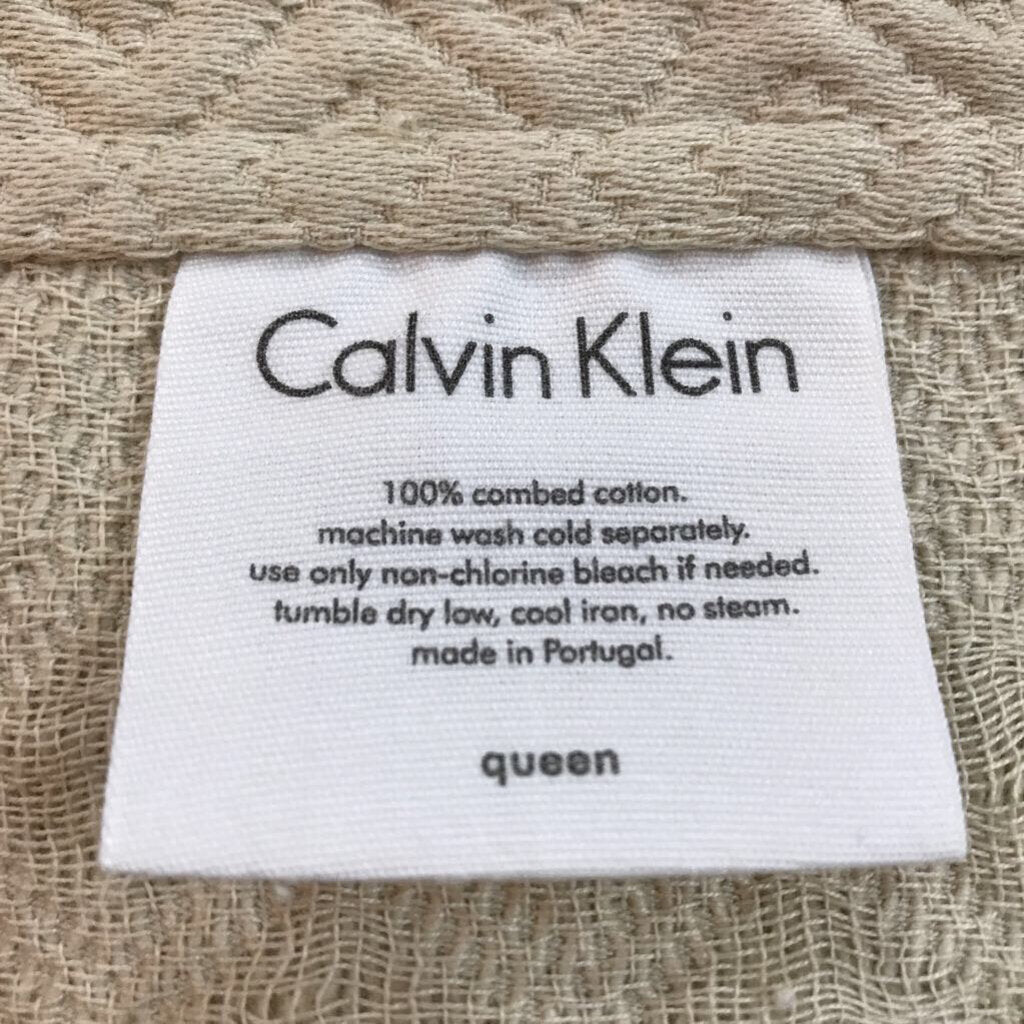 Calvin Klein
100% combed cotton.
machine wash cold separately.
use only non-chlorine bleach if needed.
tumble dry low, cool iron, no steam.
made in Portugal.
queen